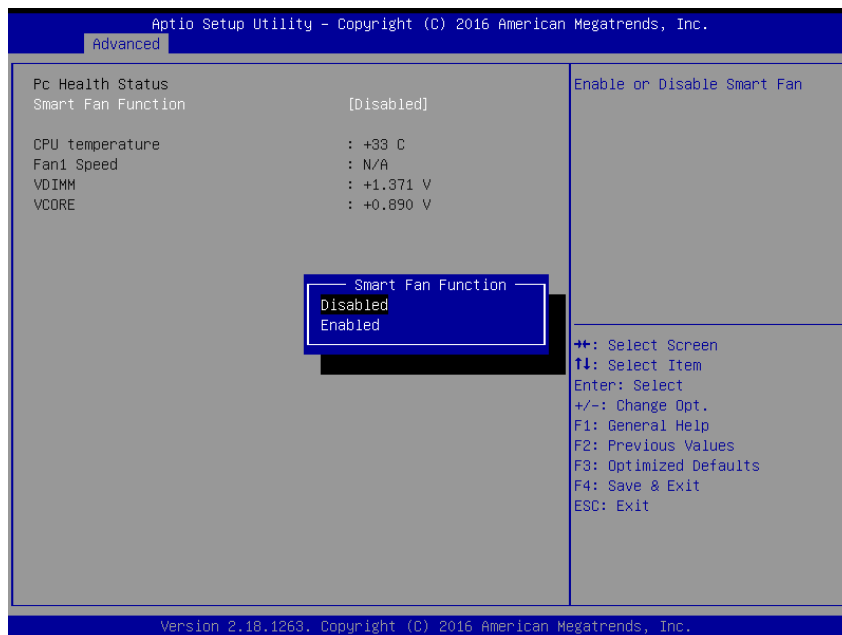 Aptio Setup Utility – Copyright (C) 2016 American Megatrends, Inc.
Advanced
Pc Health Status
Smart Fan Function [Disabled]
CPU temperature : +33 C
Fan1 Speed : N/A
VDIMM : +1.371 V
VCORE : +0.890 V
Enable or Disable Smart Fan
Smart Fan Function
Disabled
Enabled
→←: Select Screen
↑↓: Select Item
Enter: Select
+/-: Change Opt.
F1: General Help
F2: Previous Values
F3: Optimized Defaults
F4: Save & Exit
ESC: Exit
Version 2.18.1263. Copyright (C) 2016 American Megatrends, Inc.